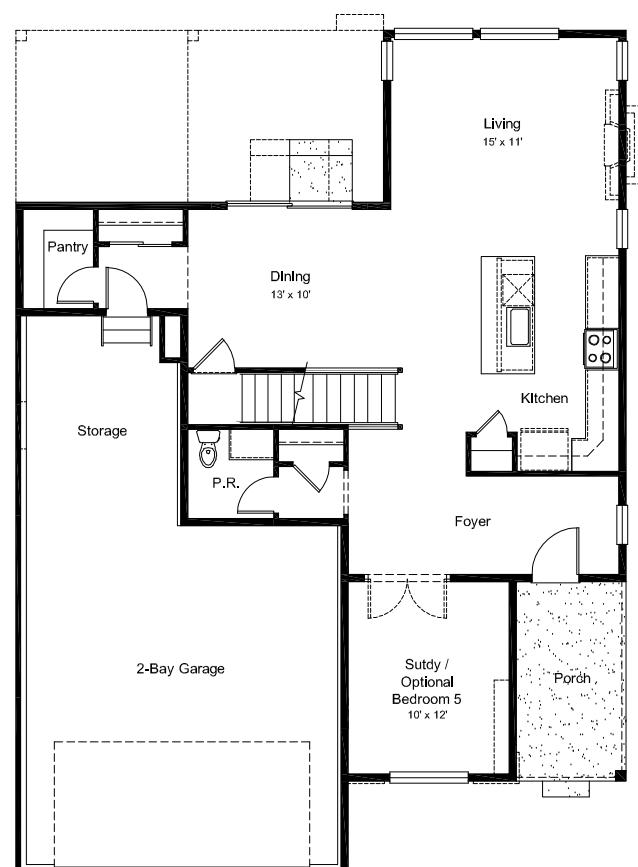 Living
15' x 11'
Pantry
Dining
13' x 10'
Kitchen
Storage
P.R.
Foyer
2-Bay Garage
Sutdy /
Optional
Bedroom 5
10' x 12'
Porch